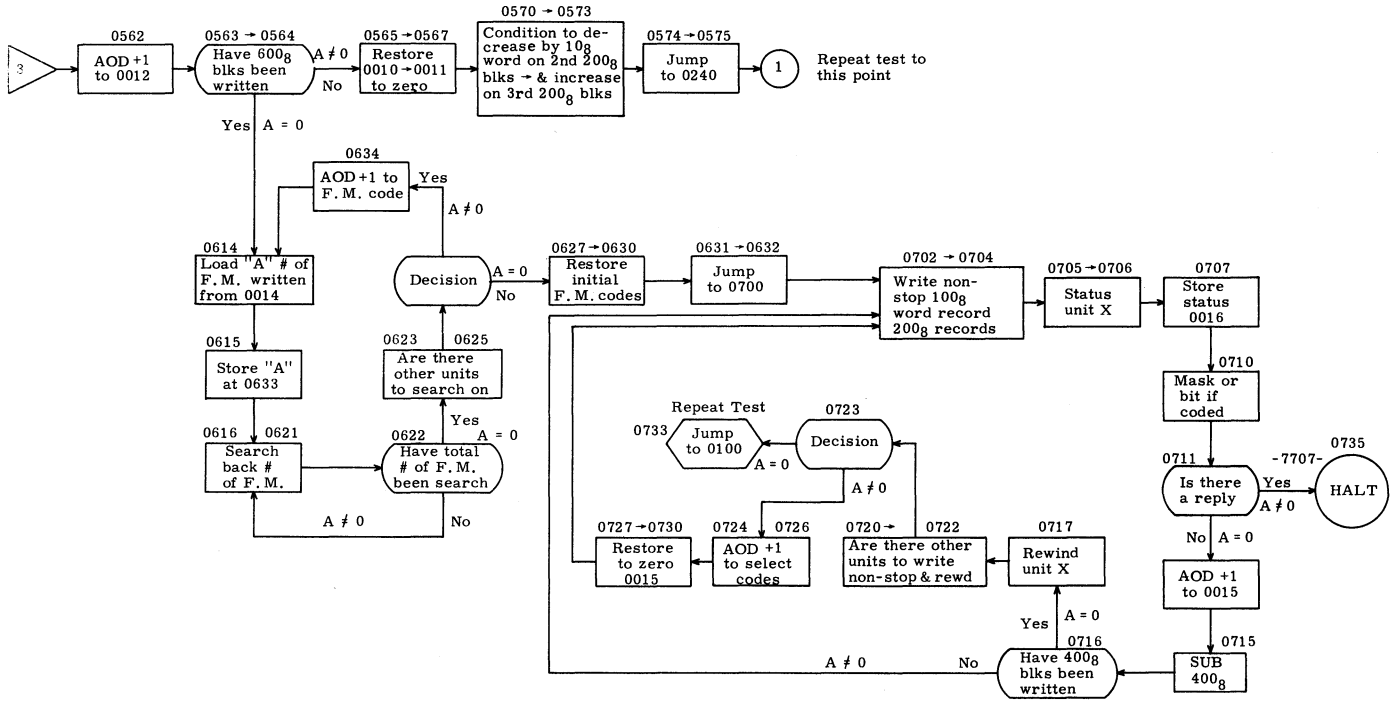 3
0562
AOD +1
to 0012
0563 → 0564
Have 600₈
blks been
written
A ≠ 0
No
0565 → 0567
Restore
0010 → 0011
to zero
0570 → 0573
Condition to de-
crease by 10₈
word on 2nd 200₈
blks → & increase
on 3rd 200₈ blks
0574 → 0575
Jump
to 0240
1
Repeat test to
this point
Yes
A = 0
0634
AOD +1 to
F. M. code
Yes
A ≠ 0
0614
Load "A" # of
F. M. written
from 0014
Decision
A = 0
No
0627 → 0630
Restore
initial
F. M. codes
0631 → 0632
Jump
to 0700
0702 → 0704
Write non-
stop 100₈
word record
200₈ records
0705 → 0706
Status
unit X
0707
Store
status
0016
0615
Store "A"
at 0633
0623 0625
Are there
other units
to search on
Yes
A = 0
0710
Mask or
bit if
coded
0616 0621
Search
back #
of F. M.
0622
Have total
# of F. M.
been search
A ≠ 0
No
Repeat Test
0733
Jump
to 0100
A = 0
0723
Decision
A ≠ 0
0711
Is there
a reply
Yes
A ≠ 0
-7707-
0735
HALT
No
A = 0
0727 → 0730
Restore
to zero
0015
0724 0726
AOD +1
to select
codes
0720 → 0722
Are there other
units to write
non-stop & rewd
0717
Rewind
unit X
AOD +1
to 0015
Yes
A = 0
0716
Have 400₈
blks been
written
A ≠ 0
No
0715
SUB
400₈